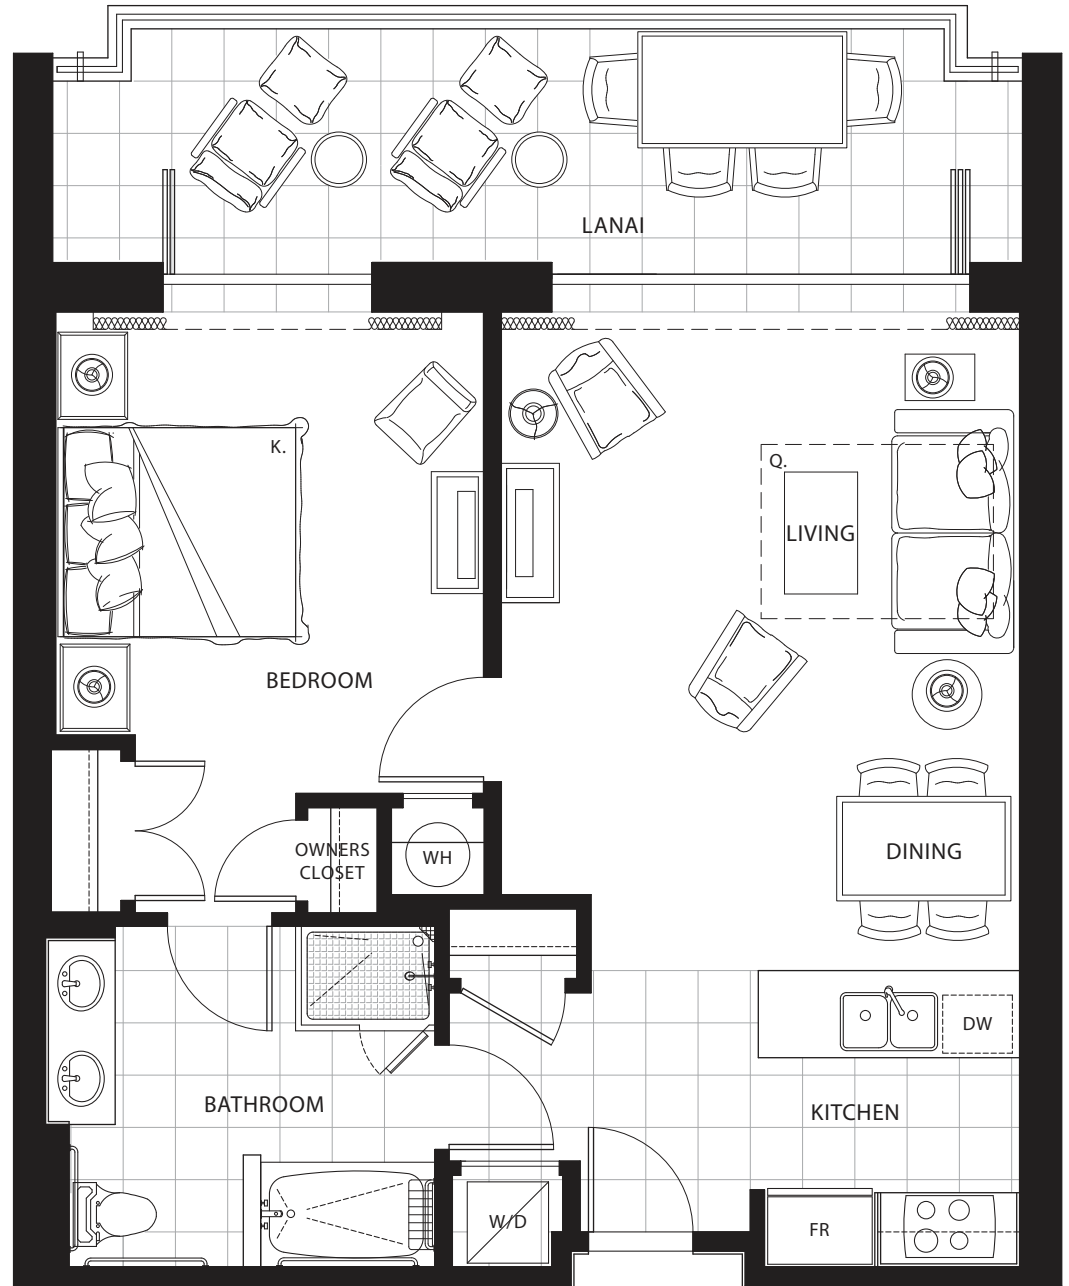 LANAI
K.
Q.
LIVING
BEDROOM
OWNERS
CLOSET
WH
DINING
DW
BATHROOM
KITCHEN
W/D
FR